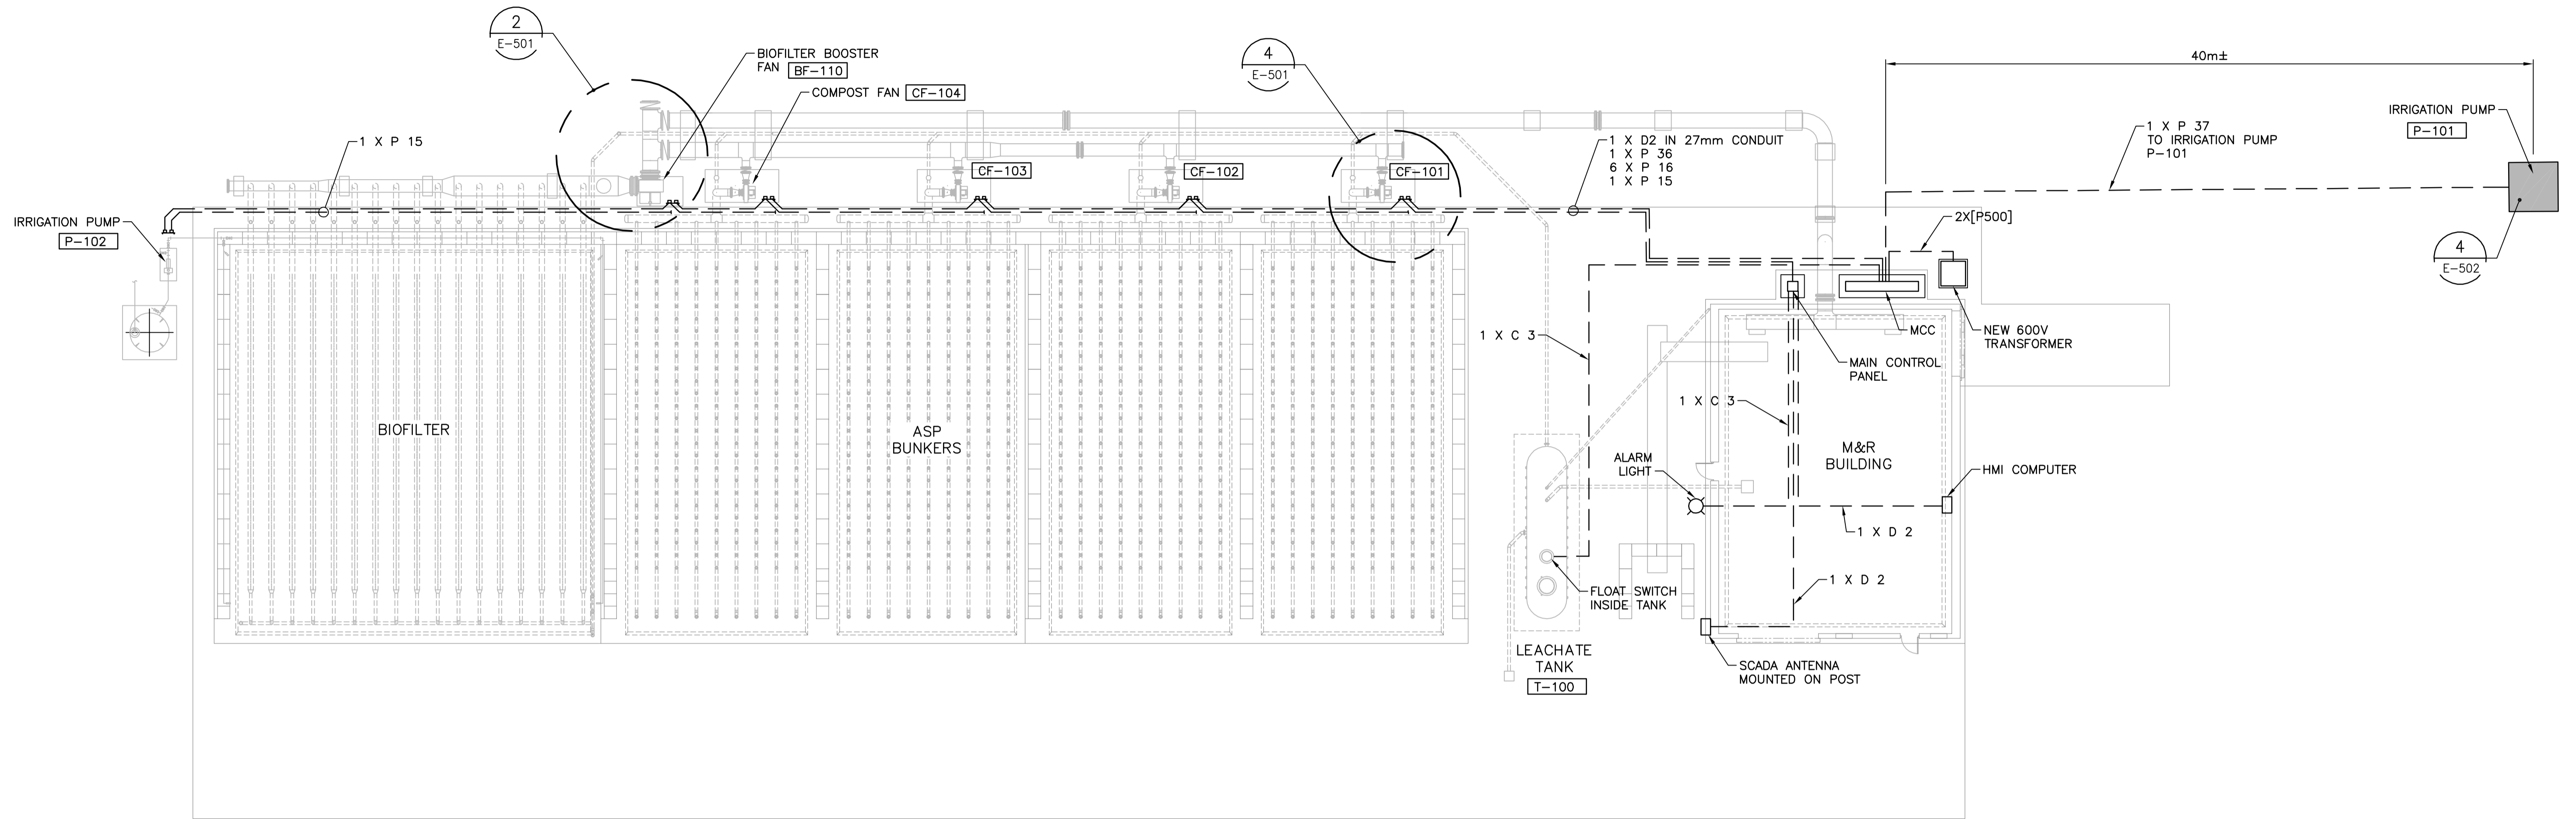 2
E-501
BIOFILTER BOOSTER
FAN BF-110
COMPOST FAN CF-104
4
E-501
40m±
IRRIGATION PUMP
P-101
1 X P 37
TO IRRIGATION PUMP
P-101
1 X P 15
1 X D2 IN 27mm CONDUIT
1 X P 36
6 X P 16
1 X P 15
CF-103
CF-102
CF-101
IRRIGATION PUMP
P-102
2X[P500]
4
E-502
1 X C 3
MCC
NEW 600V
TRANSFORMER
MAIN CONTROL
PANEL
1 X C 3
BIOFILTER
ASP
BUNKERS
M&R
BUILDING
ALARM
LIGHT
HMI COMPUTER
1 X D 2
1 X D 2
FLOAT SWITCH
INSIDE TANK
LEACHATE
TANK
T-100
SCADA ANTENNA
MOUNTED ON POST